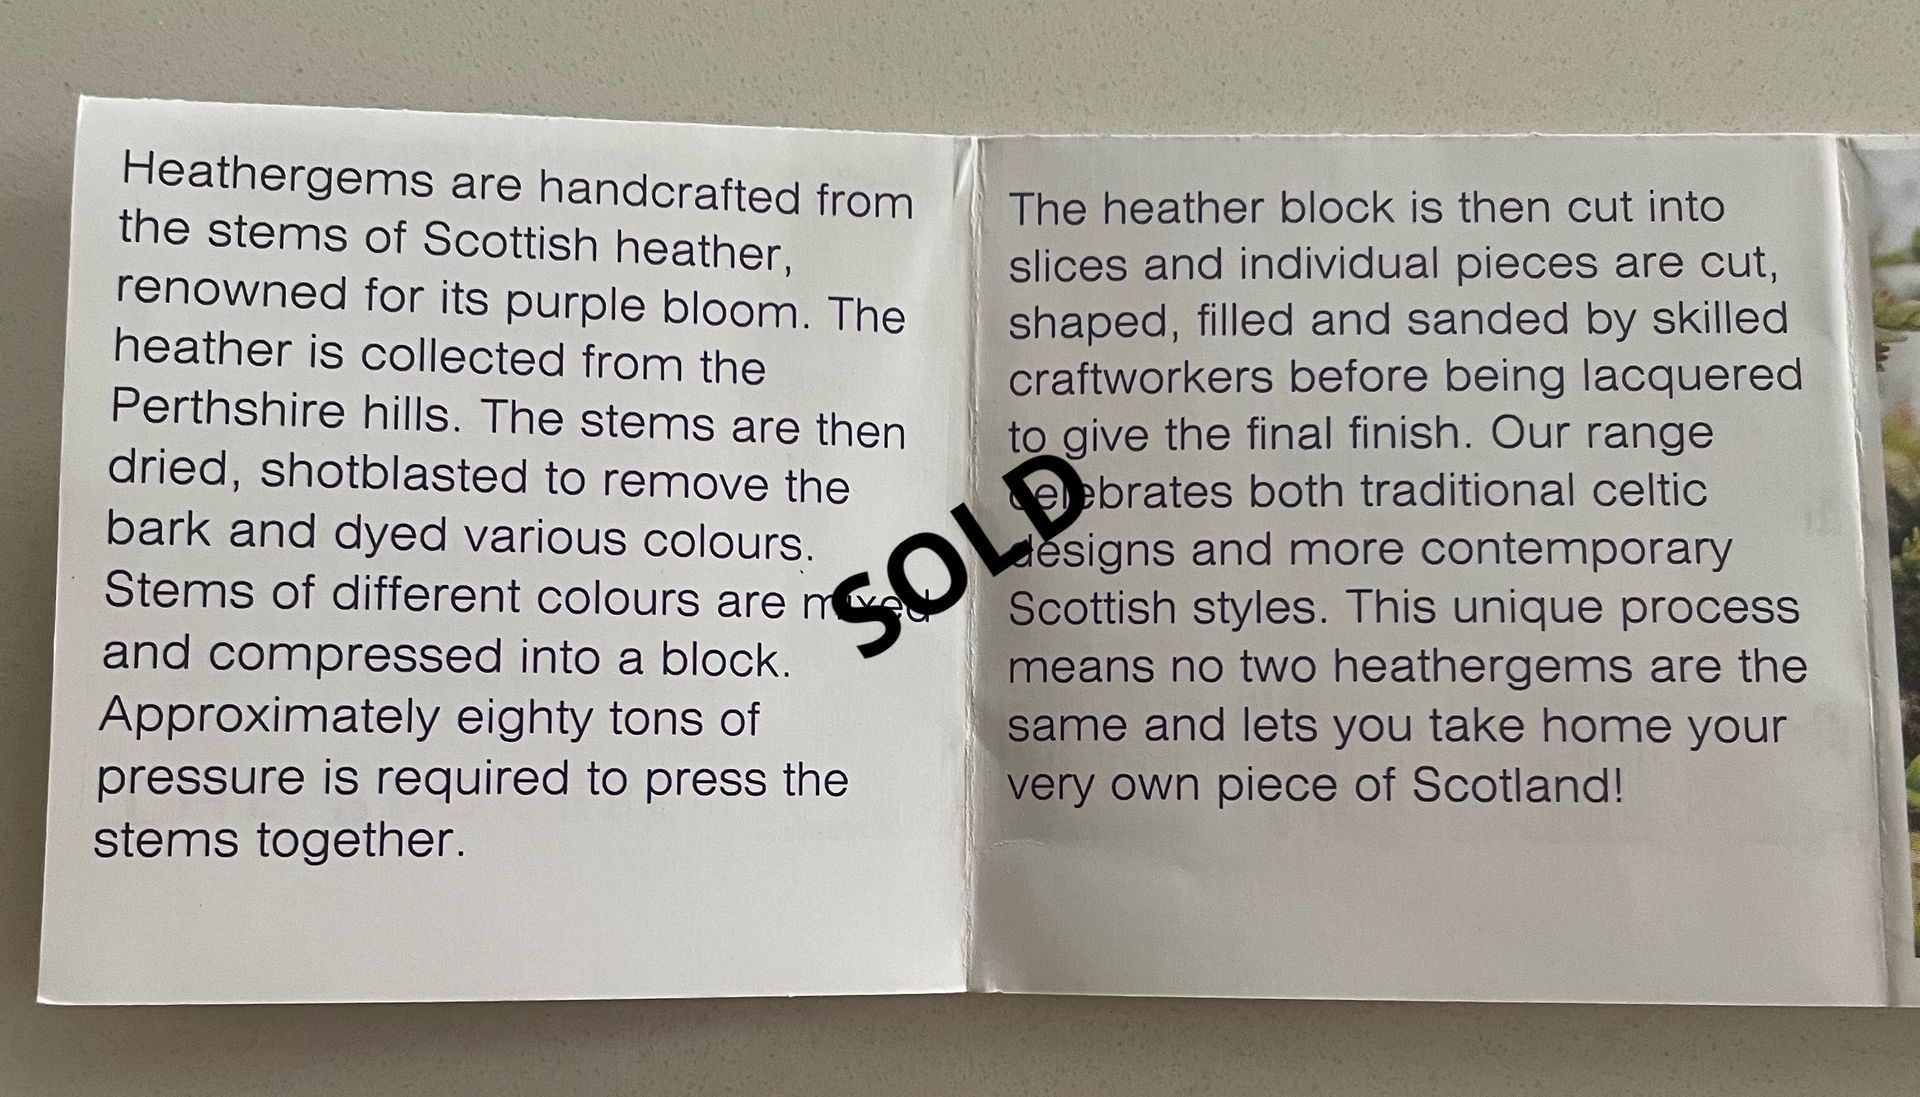 Heathergems are handcrafted from
the stems of Scottish heather,
renowned for its purple bloom. The
heather is collected from the
Perthshire hills. The stems are then
dried, shotblasted to remove the
bark and dyed various colours.
Stems of different colours are mixed
and compressed into a block.
Approximately eighty tons of
pressure is required to press the
stems together.
The heather block is then cut into
slices and individual pieces are cut,
shaped, filled and sanded by skilled
craftworkers before being lacquered
to give the final finish. Our range
celebrates both traditional celtic
designs and more contemporary
Scottish styles. This unique process
means no two heathergems are the
same and lets you take home your
very own piece of Scotland!
SOLD